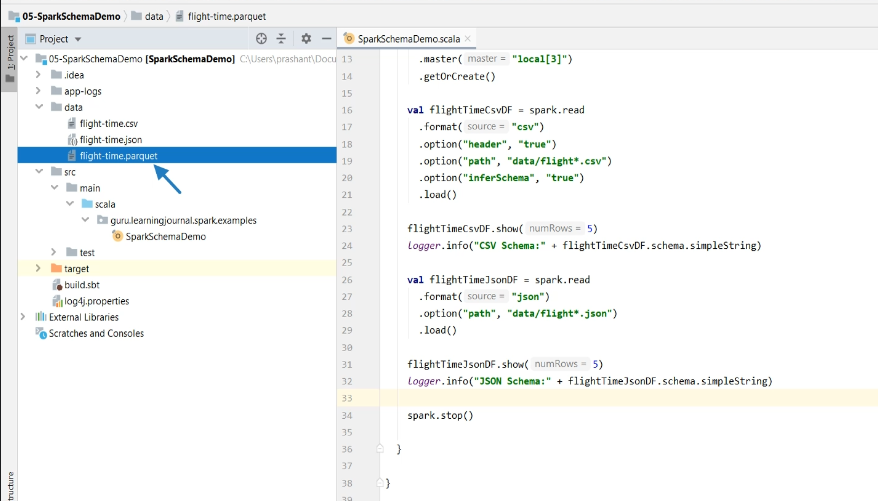 05-SparkSchemaDemo data flight-time.parquet
1: Project
Project
SparkSchemaDemo.scala
05-SparkSchemaDemo [SparkSchemaDemo] C:\Users\prashant\Docu
.idea
app-logs
data
flight-time.csv
flight-time.json
flight-time.parquet
src
main
scala
guru.learningjournal.spark.examples
SparkSchemaDemo
test
target
build.sbt
log4j.properties
External Libraries
Scratches and Consoles
tructure
13 .master( master = "local[3]")
14 .getOrCreate()
15
16 val flightTimeCsvDF = spark.read
17 .format( source = "csv")
18 .option("header", "true")
19 .option("path", "data/flight*.csv")
20 .option("inferSchema", "true")
21 .load()
22
23 flightTimeCsvDF.show( numRows = 5)
24 logger.info("CSV Schema:" + flightTimeCsvDF.schema.simpleString)
25
26 val flightTimeJsonDF = spark.read
27 .format( source = "json")
28 .option("path", "data/flight*.json")
29 .load()
30
31 flightTimeJsonDF.show( numRows = 5)
32 logger.info("JSON Schema:" + flightTimeJsonDF.schema.simpleString)
33
34 spark.stop()
35
36 }
37
38 }
39